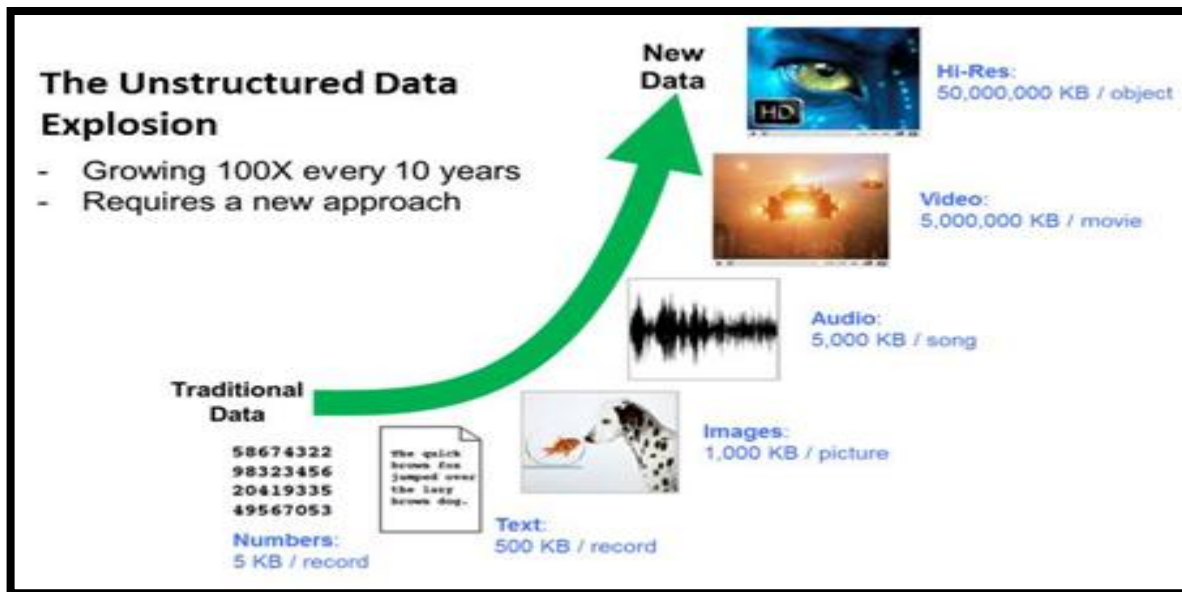 The Unstructured Data
Explosion
- Growing 100X every 10 years
- Requires a new approach
New
Data
HD
Hi-Res:
50,000,000 KB / object
Video:
5,000,000 KB / movie
Audio:
5,000 KB / song
Images:
1,000 KB / picture
Traditional
Data
58674322
98323456
20419335
49567053
Numbers:
5 KB / record
The quick
brown fox
jumped over
the lazy
brown dog.
Text:
500 KB / record